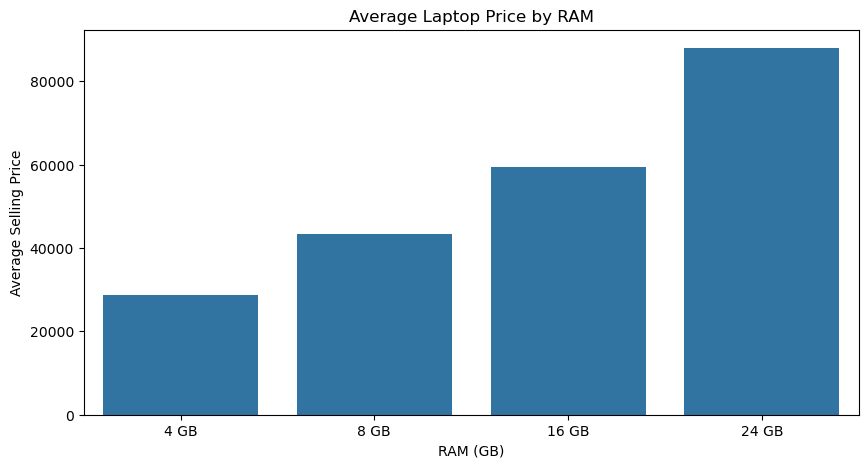 Average Laptop Price by RAM
Average Selling Price
80000
60000
40000
20000
0
4 GB
8 GB
16 GB
24 GB
RAM (GB)